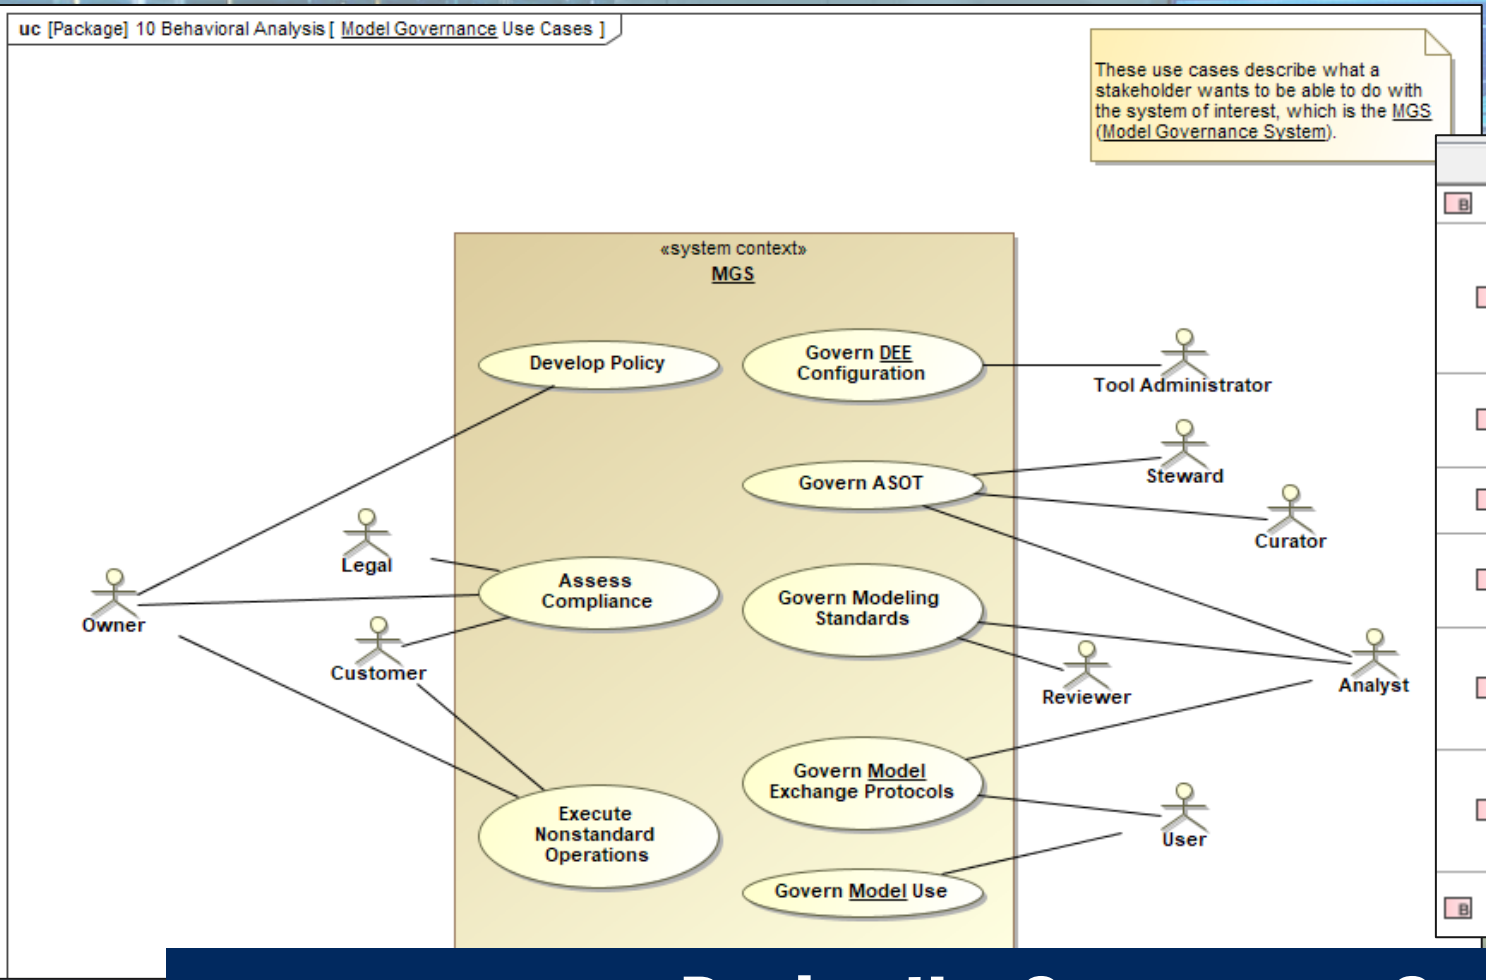 uc [Package] 10 Behavioral Analysis [ Model Governance Use Cases ]
These use cases describe what a
stakeholder wants to be able to do with
the system of interest, which is the MGS
(Model Governance System).
B
«system context»
MGS
Develop Policy
Govern DEE
Configuration
Tool Administrator
Govern ASOT
Steward
Curator
Legal
Owner
Assess
Compliance
Customer
Govern Modeling
Standards
Reviewer
Analyst
Govern Model
Exchange Protocols
Execute
Nonstandard
Operations
User
Govern Model Use
B